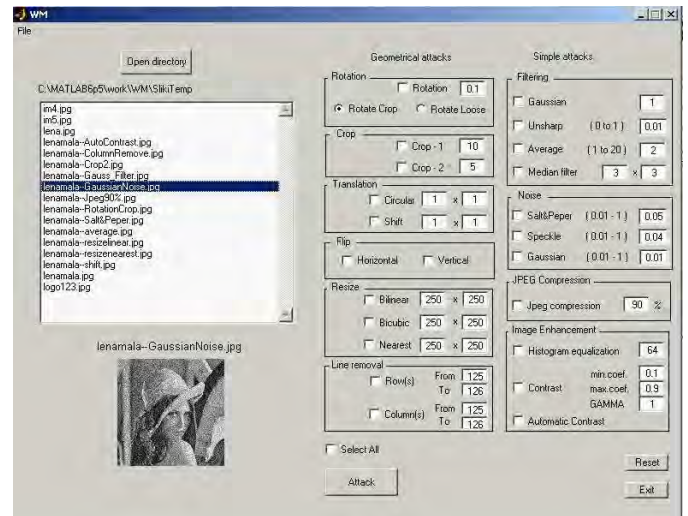 WM
File
Open directory
C:\MATLAB6p5\work\WM\SlikiTemp
im4.jpg
im5.jpg
lena.jpg
lenamala--AutoContrast.jpg
lenamala--ColumnRemove.jpg
lenamala--Crop2.jpg
lenamala--Gauss_Filter.jpg
lenamala--GaussianNoise.jpg
lenamala--Jpeg90%.jpg
lenamala--RotationCrop.jpg
lenamala--Salt&Peper.jpg
lenamala--average.jpg
lenamala--resizelinear.jpg
lenamala--resizenearest.jpg
lenamala--shift.jpg
lenamala.jpg
logo123.jpg
lenamala--GaussianNoise.jpg
Geometrical attacks
Rotation
Rotation 0.1
Rotate Crop Rotate Loose
Crop
Crop - 1 10
Crop - 2 5
Translation
Circular 1 x 1
Shift 1 x 1
Flip
Horizontal Vertical
Resize
Bilinear 250 x 250
Bicubic 250 x 250
Nearest 250 x 250
Line removal
Row(s) From 125
To 126
Column(s) From 125
To 126
Select All
Attack
Simple attacks
Filtering
Gaussian 1
Unsharp ( 0 to 1 ) 0.01
Average ( 1 to 20 ) 2
Median filter 3 x 3
Noise
Salt&Peper ( 0.01 - 1 ) 0.05
Speckle ( 0.01 - 1 ) 0.04
Gaussian ( 0.01 - 1 ) 0.01
JPEG Compression
Jpeg compression 90 %
Image Enhancement
Histogram equalization 64
min.coef. 0.1
Contrast max.coef. 0.9
GAMMA 1
Automatic Contrast
Reset
Exit